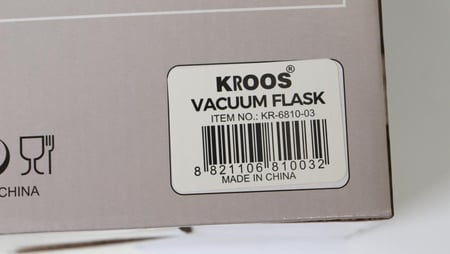 KROOS®
VACUUM FLASK
ITEM NO.: KR-6810-03
8 821106 810032
MADE IN CHINA
CHINA